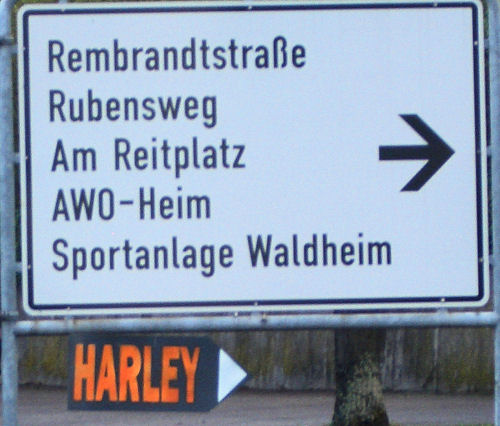 Rembrandtstraße
Rubensweg
Am Reitplatz
AWO-Heim
Sportanlage Waldheim
HARLEY